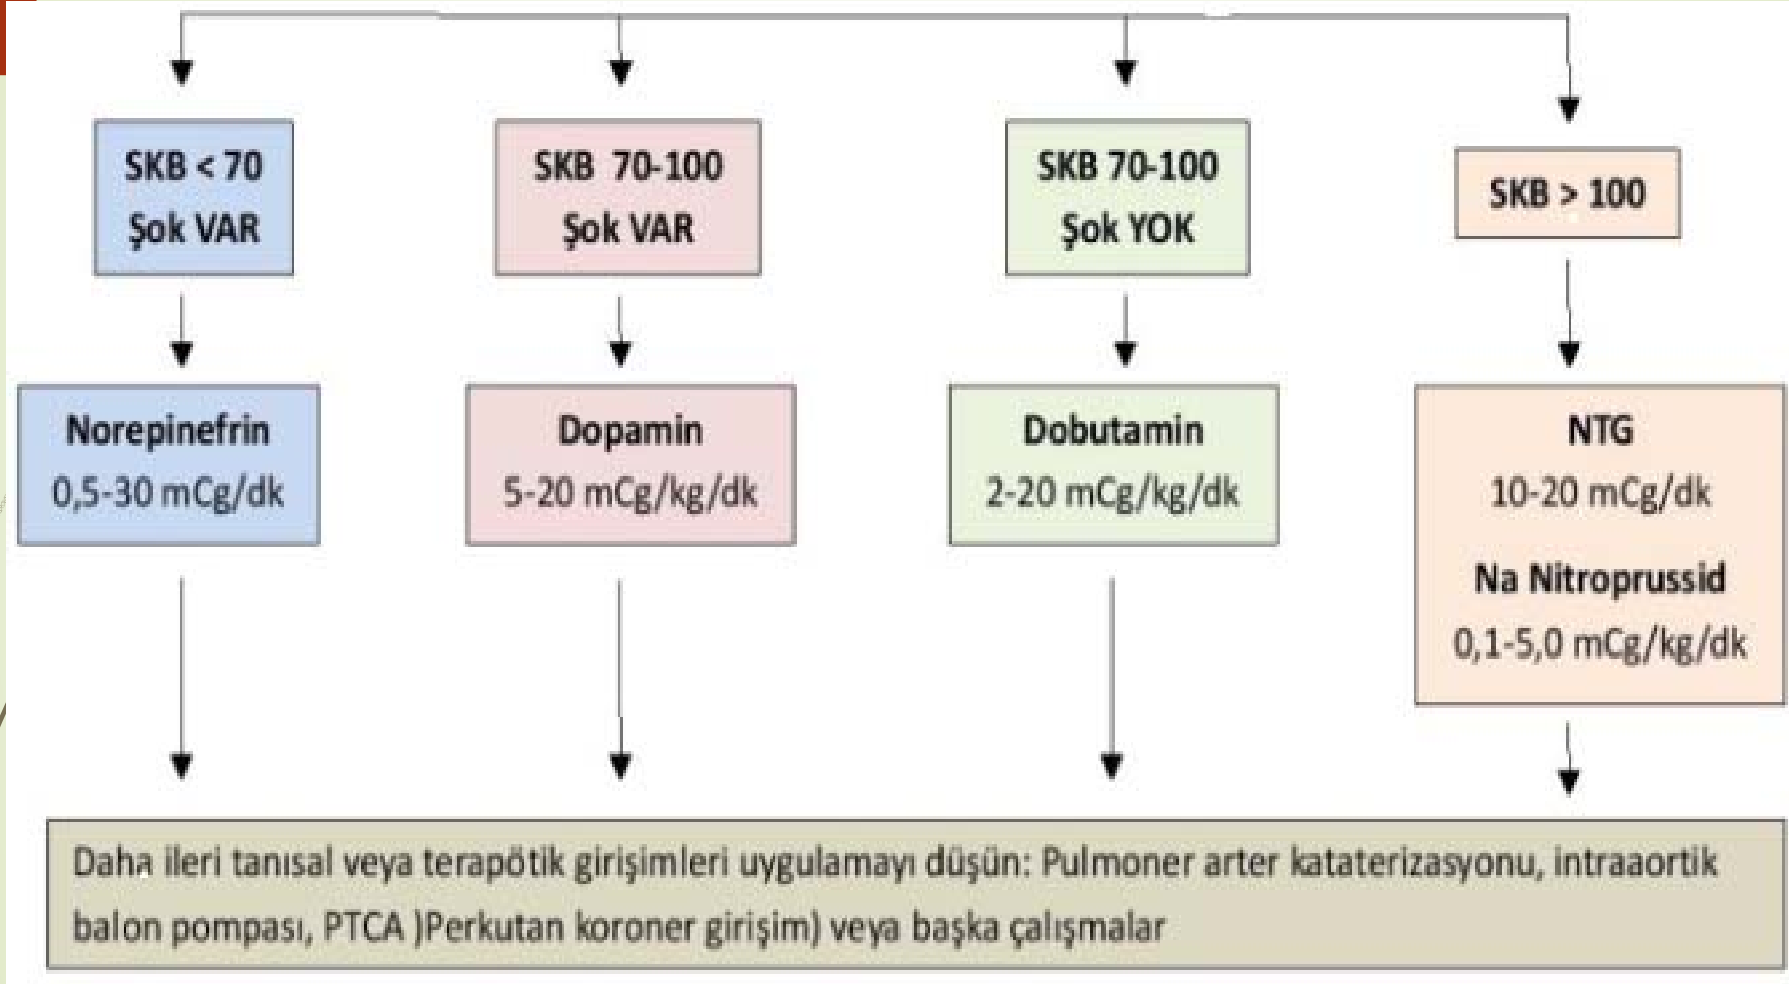 SKB < 70
Şok VAR
SKB 70-100
Şok VAR
SKB 70-100
Şok YOK
SKB > 100
Norepinefrin
0,5-30 mCg/dk
Dopamin
5-20 mCg/kg/dk
Dobutamin
2-20 mCg/kg/dk
NTG
10-20 mCg/dk
Na Nitroprussid
0,1-5,0 mCg/kg/dk
Daha ileri tanısal veya terapötik girişimleri uygulamayı düşün: Pulmoner arter kataterizasyonu, intraaortik
balon pompası, PTCA )Perkutan koroner girişim) veya başka çalışmalar